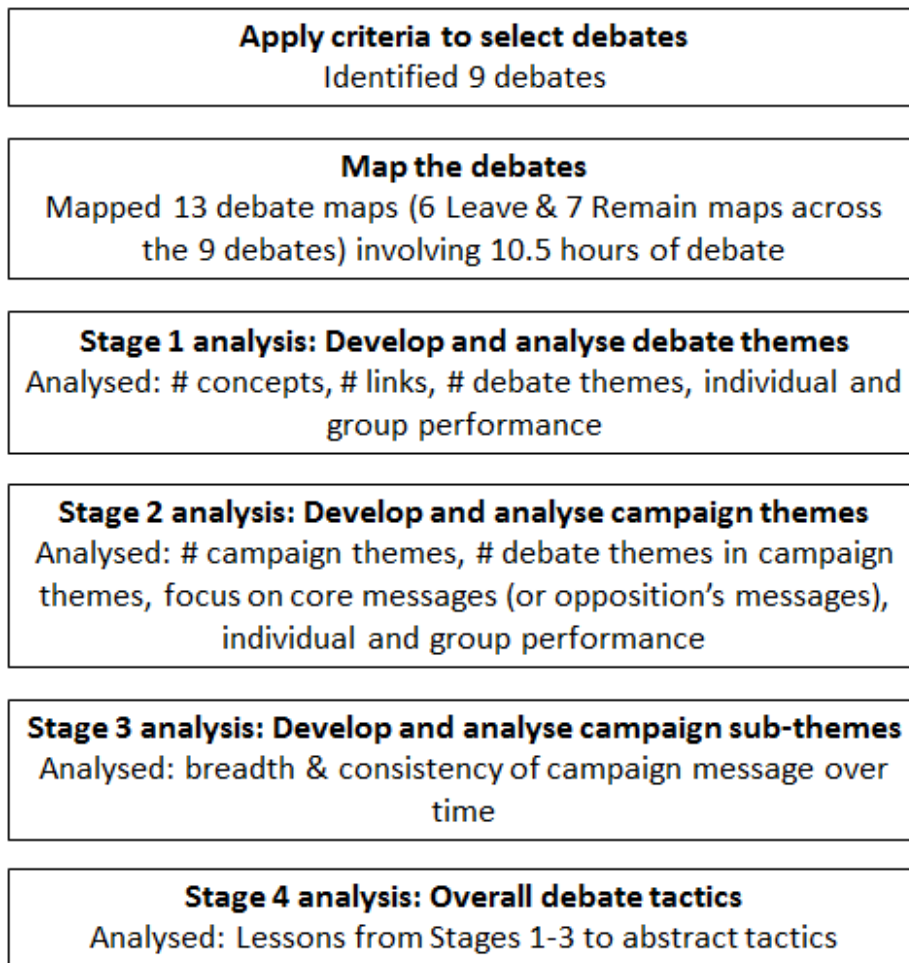 Apply criteria to select debates
Identified 9 debates
Map the debates
Mapped 13 debate maps (6 Leave & 7 Remain maps across
the 9 debates) involving 10.5 hours of debate
Stage 1 analysis: Develop and analyse debate themes
Analysed: # concepts, # links, # debate themes, individual and
group performance
Stage 2 analysis: Develop and analyse campaign themes
Analysed: # campaign themes, # debate themes in campaign
themes, focus on core messages (or opposition's messages),
individual and group performance
Stage 3 analysis: Develop and analyse campaign sub-themes
Analysed: breadth & consistency of campaign message over
time
Stage 4 analysis: Overall debate tactics
Analysed: Lessons from Stages 1-3 to abstract tactics